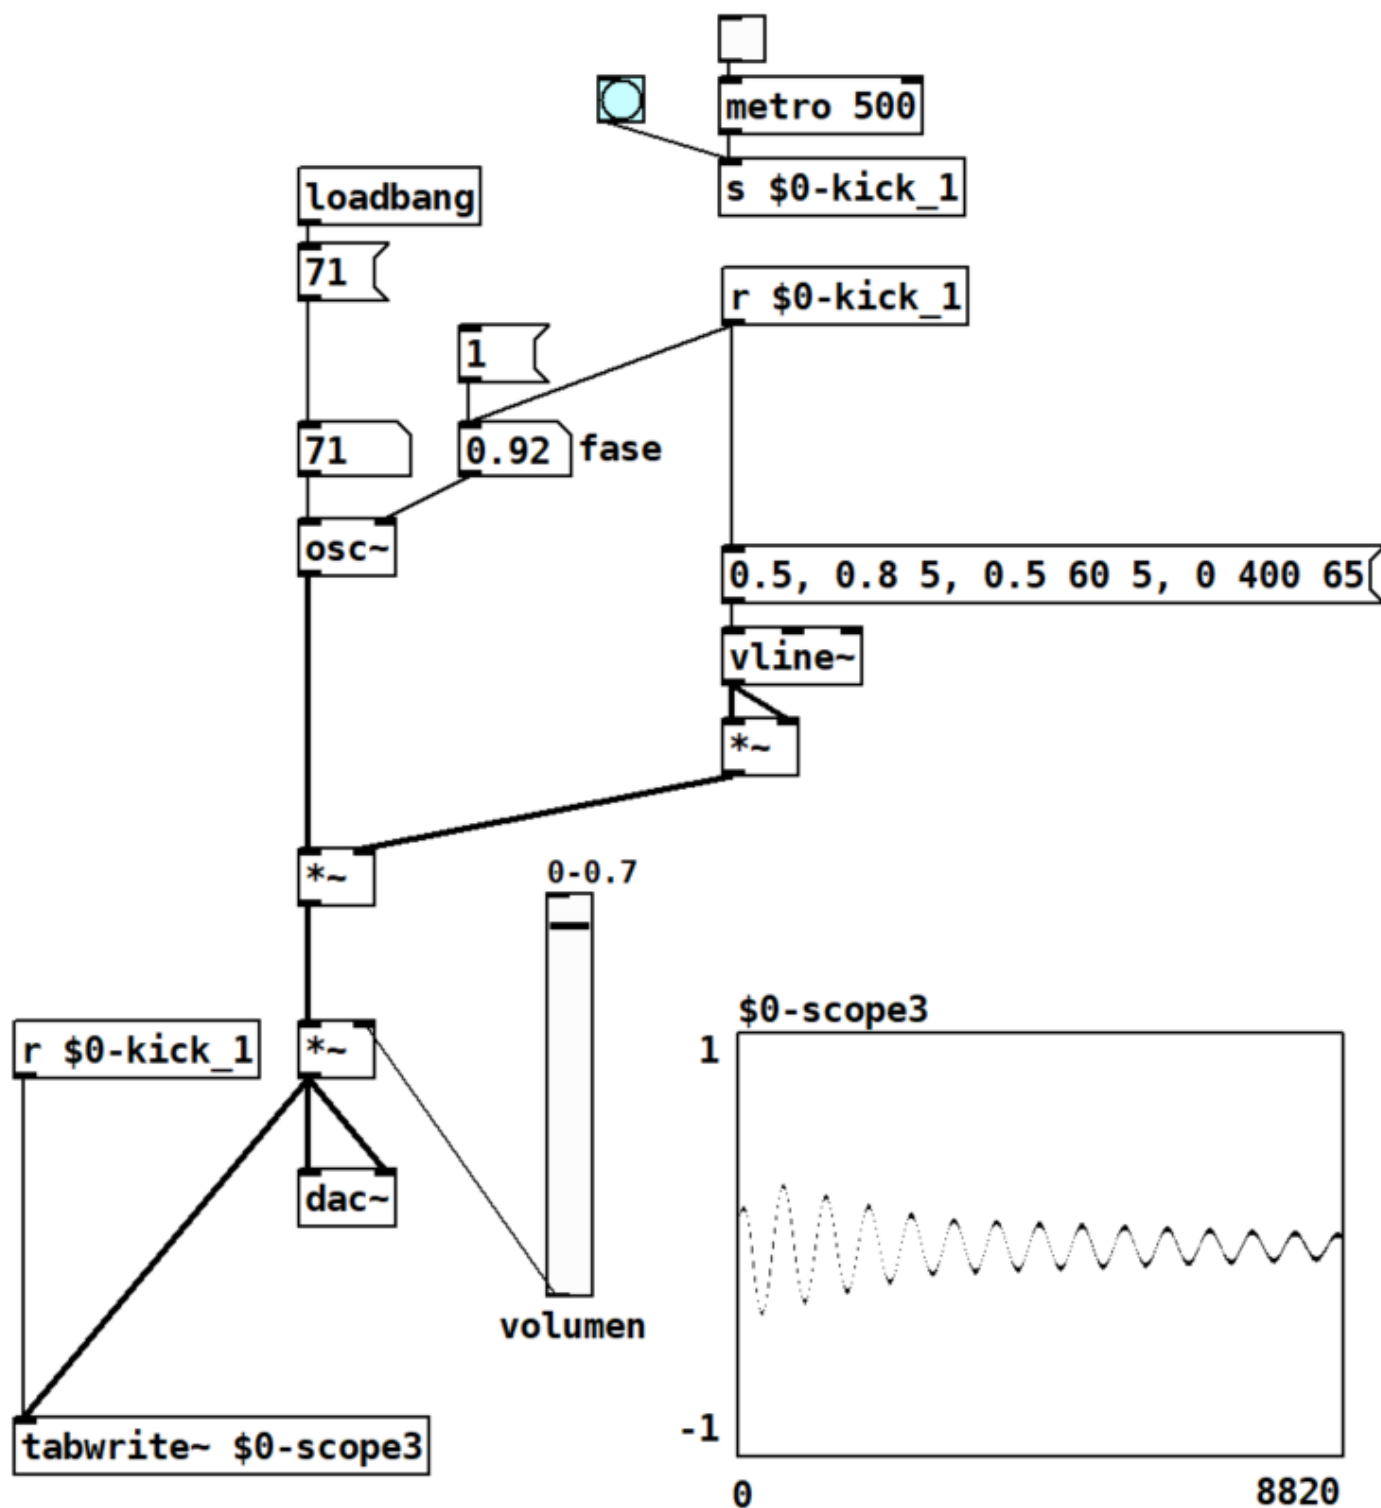 metro 500
s $0-kick_1
loadbang
71
r $0-kick_1
1
71
0.92
fase
osc~
0.5, 0.8 5, 0.5 60 5, 0 400 65
vline~
*~
*~
0-0.7
$0-scope3
r $0-kick_1
*~
1
dac~
volumen
-1
tabwrite~ $0-scope3
0
8820